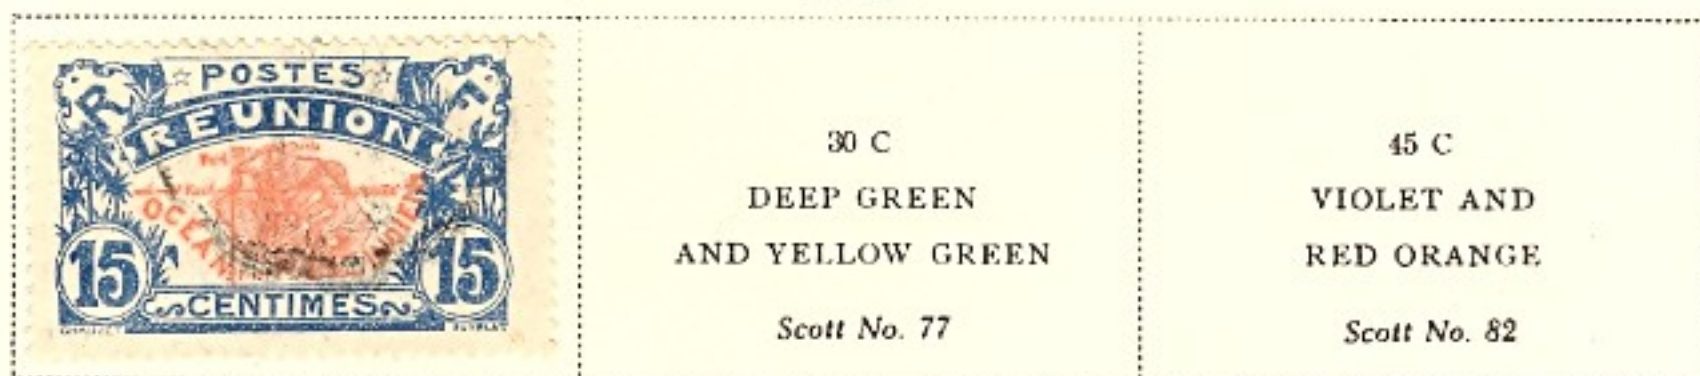 POSTES
REUNION
R F
OCEAN INDIEN
15 15
CENTIMES
30 C
DEEP GREEN
AND YELLOW GREEN
Scott No. 77
45 C
VIOLET AND
RED ORANGE
Scott No. 82